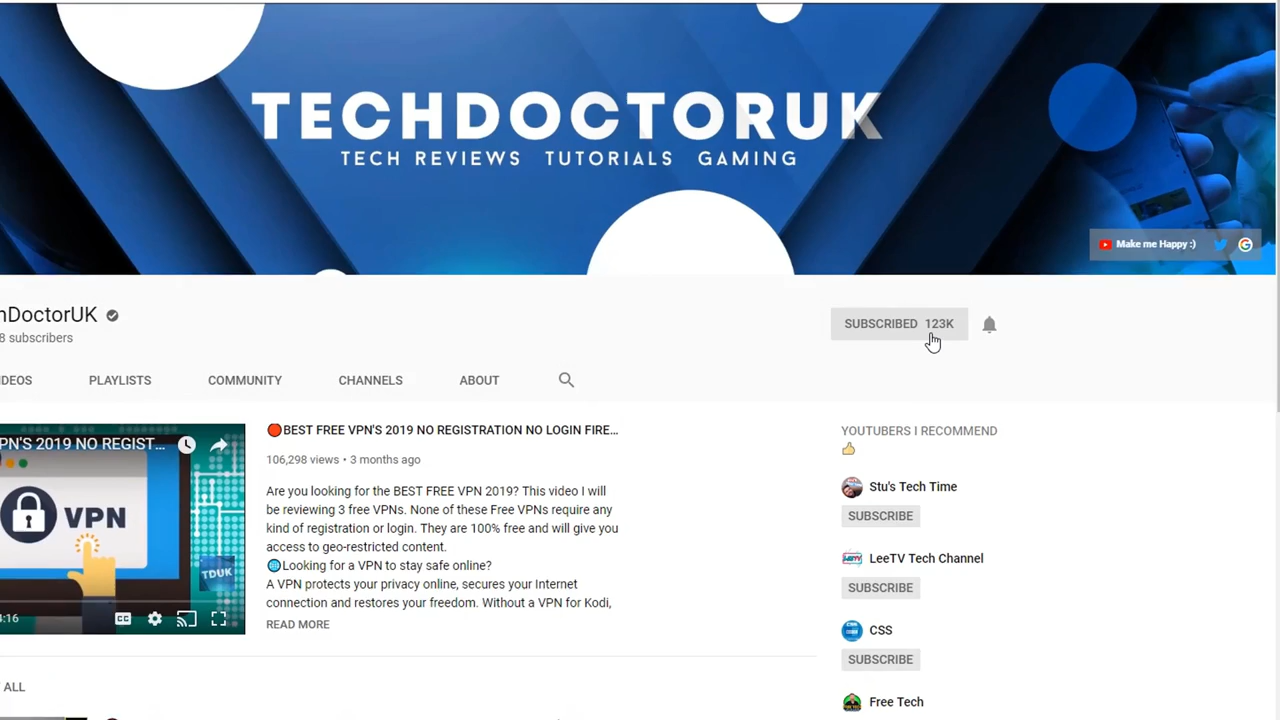 TECHDOCTORUK
TECH REVIEWS TUTORIALS GAMING
Make me Happy :)
nDoctorUK
8 subscribers
SUBSCRIBED 123K
DEOS PLAYLISTS COMMUNITY CHANNELS ABOUT
PN'S 2019 NO REGIST...
VPN
TDUK
4:16
CC
🔴BEST FREE VPN'S 2019 NO REGISTRATION NO LOGIN FIRE...
106,298 views • 3 months ago
Are you looking for the BEST FREE VPN 2019? This video I will
be reviewing 3 free VPNs. None of these Free VPNs require any
kind of registration or login. They are 100% free and will give you
access to geo-restricted content.
🌐Looking for a VPN to stay safe online?
A VPN protects your privacy online, secures your Internet
connection and restores your freedom. Without a VPN for Kodi,
READ MORE
ALL
YOUTUBERS I RECOMMEND
👍
Stu's Tech Time
SUBSCRIBE
LeeTV Tech Channel
SUBSCRIBE
CSS
SUBSCRIBE
Free Tech